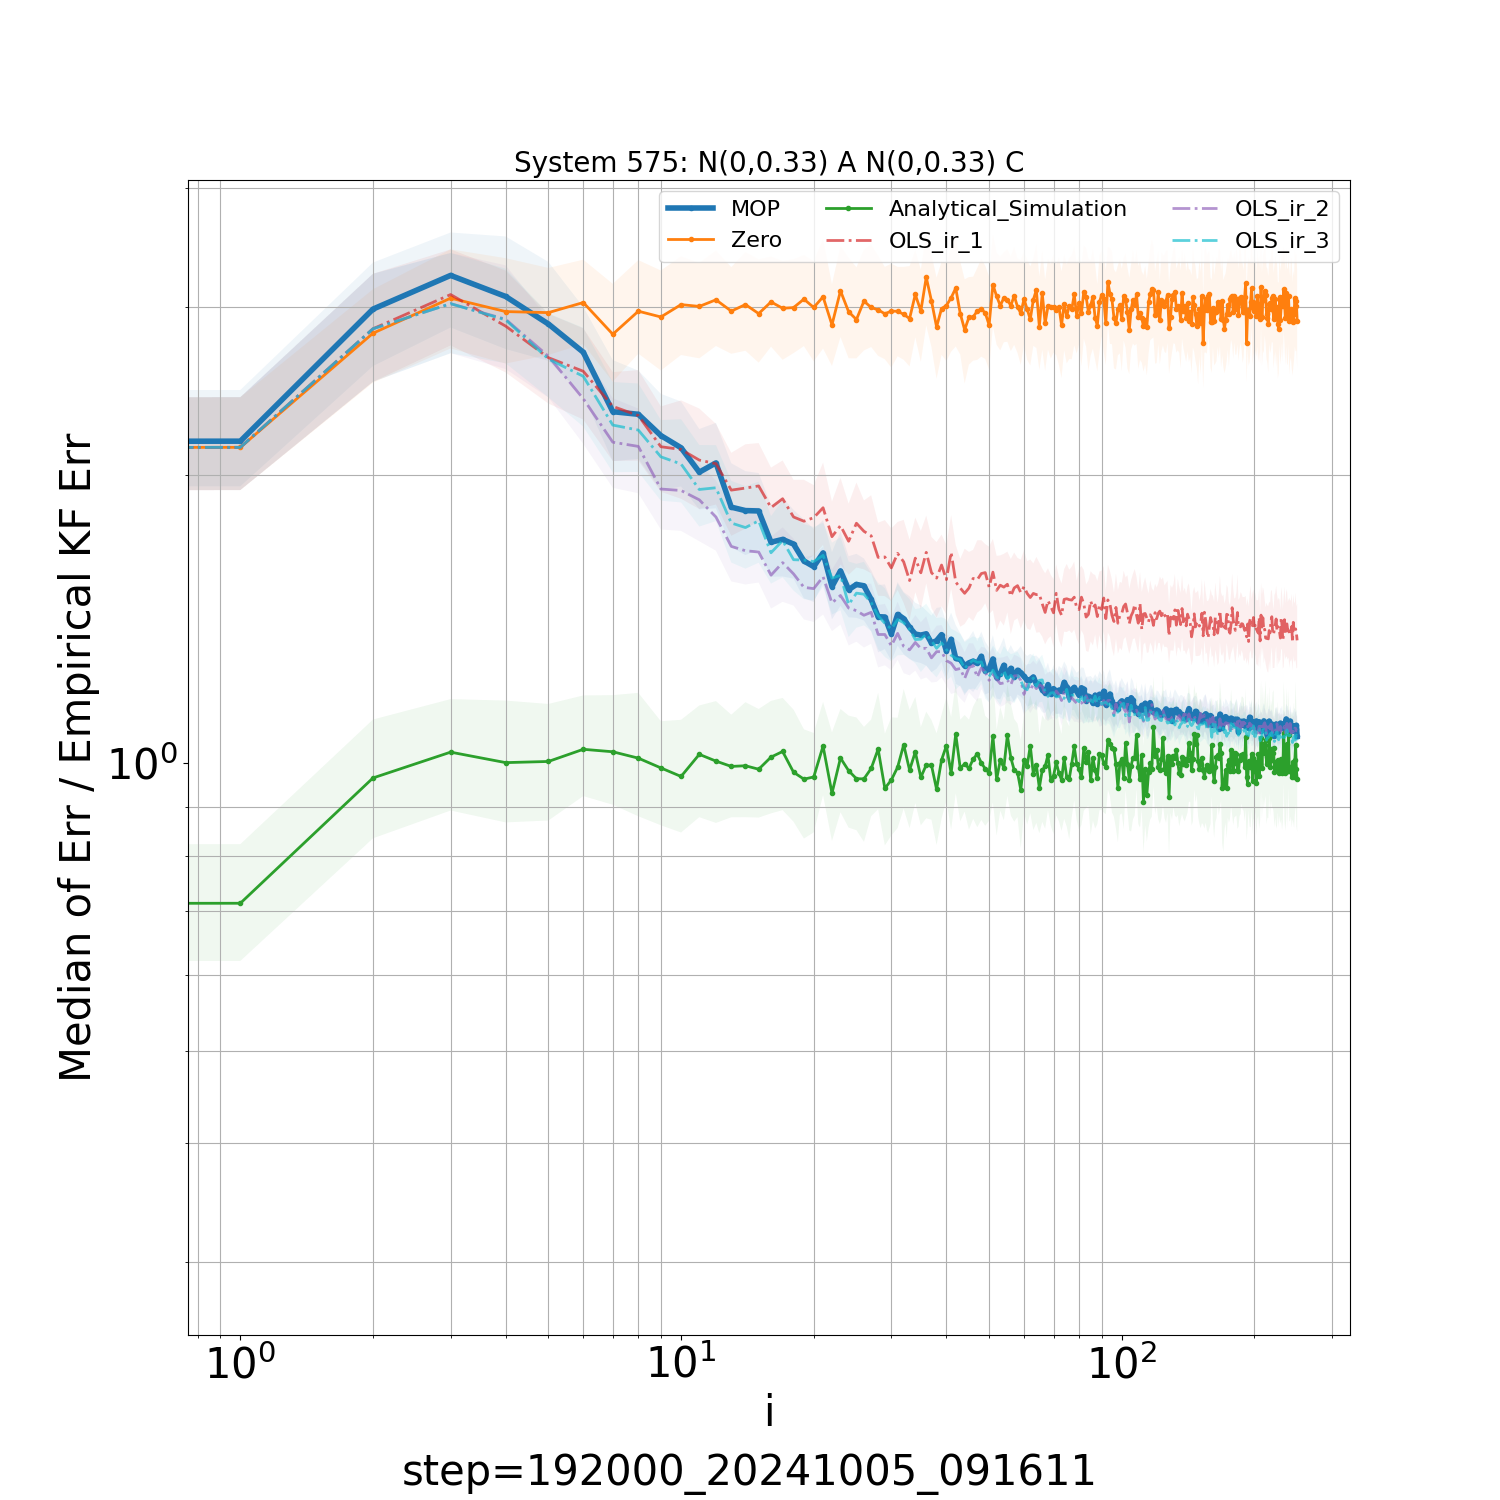 System 575: N(0,0.33) A N(0,0.33) C
MOP
Zero
Analytical_Simulation
OLS_ir_1
OLS_ir_2
OLS_ir_3
Median of Err / Empirical KF Err
10⁰
10⁰ 10¹ 10²
i
step=192000_20241005_091611